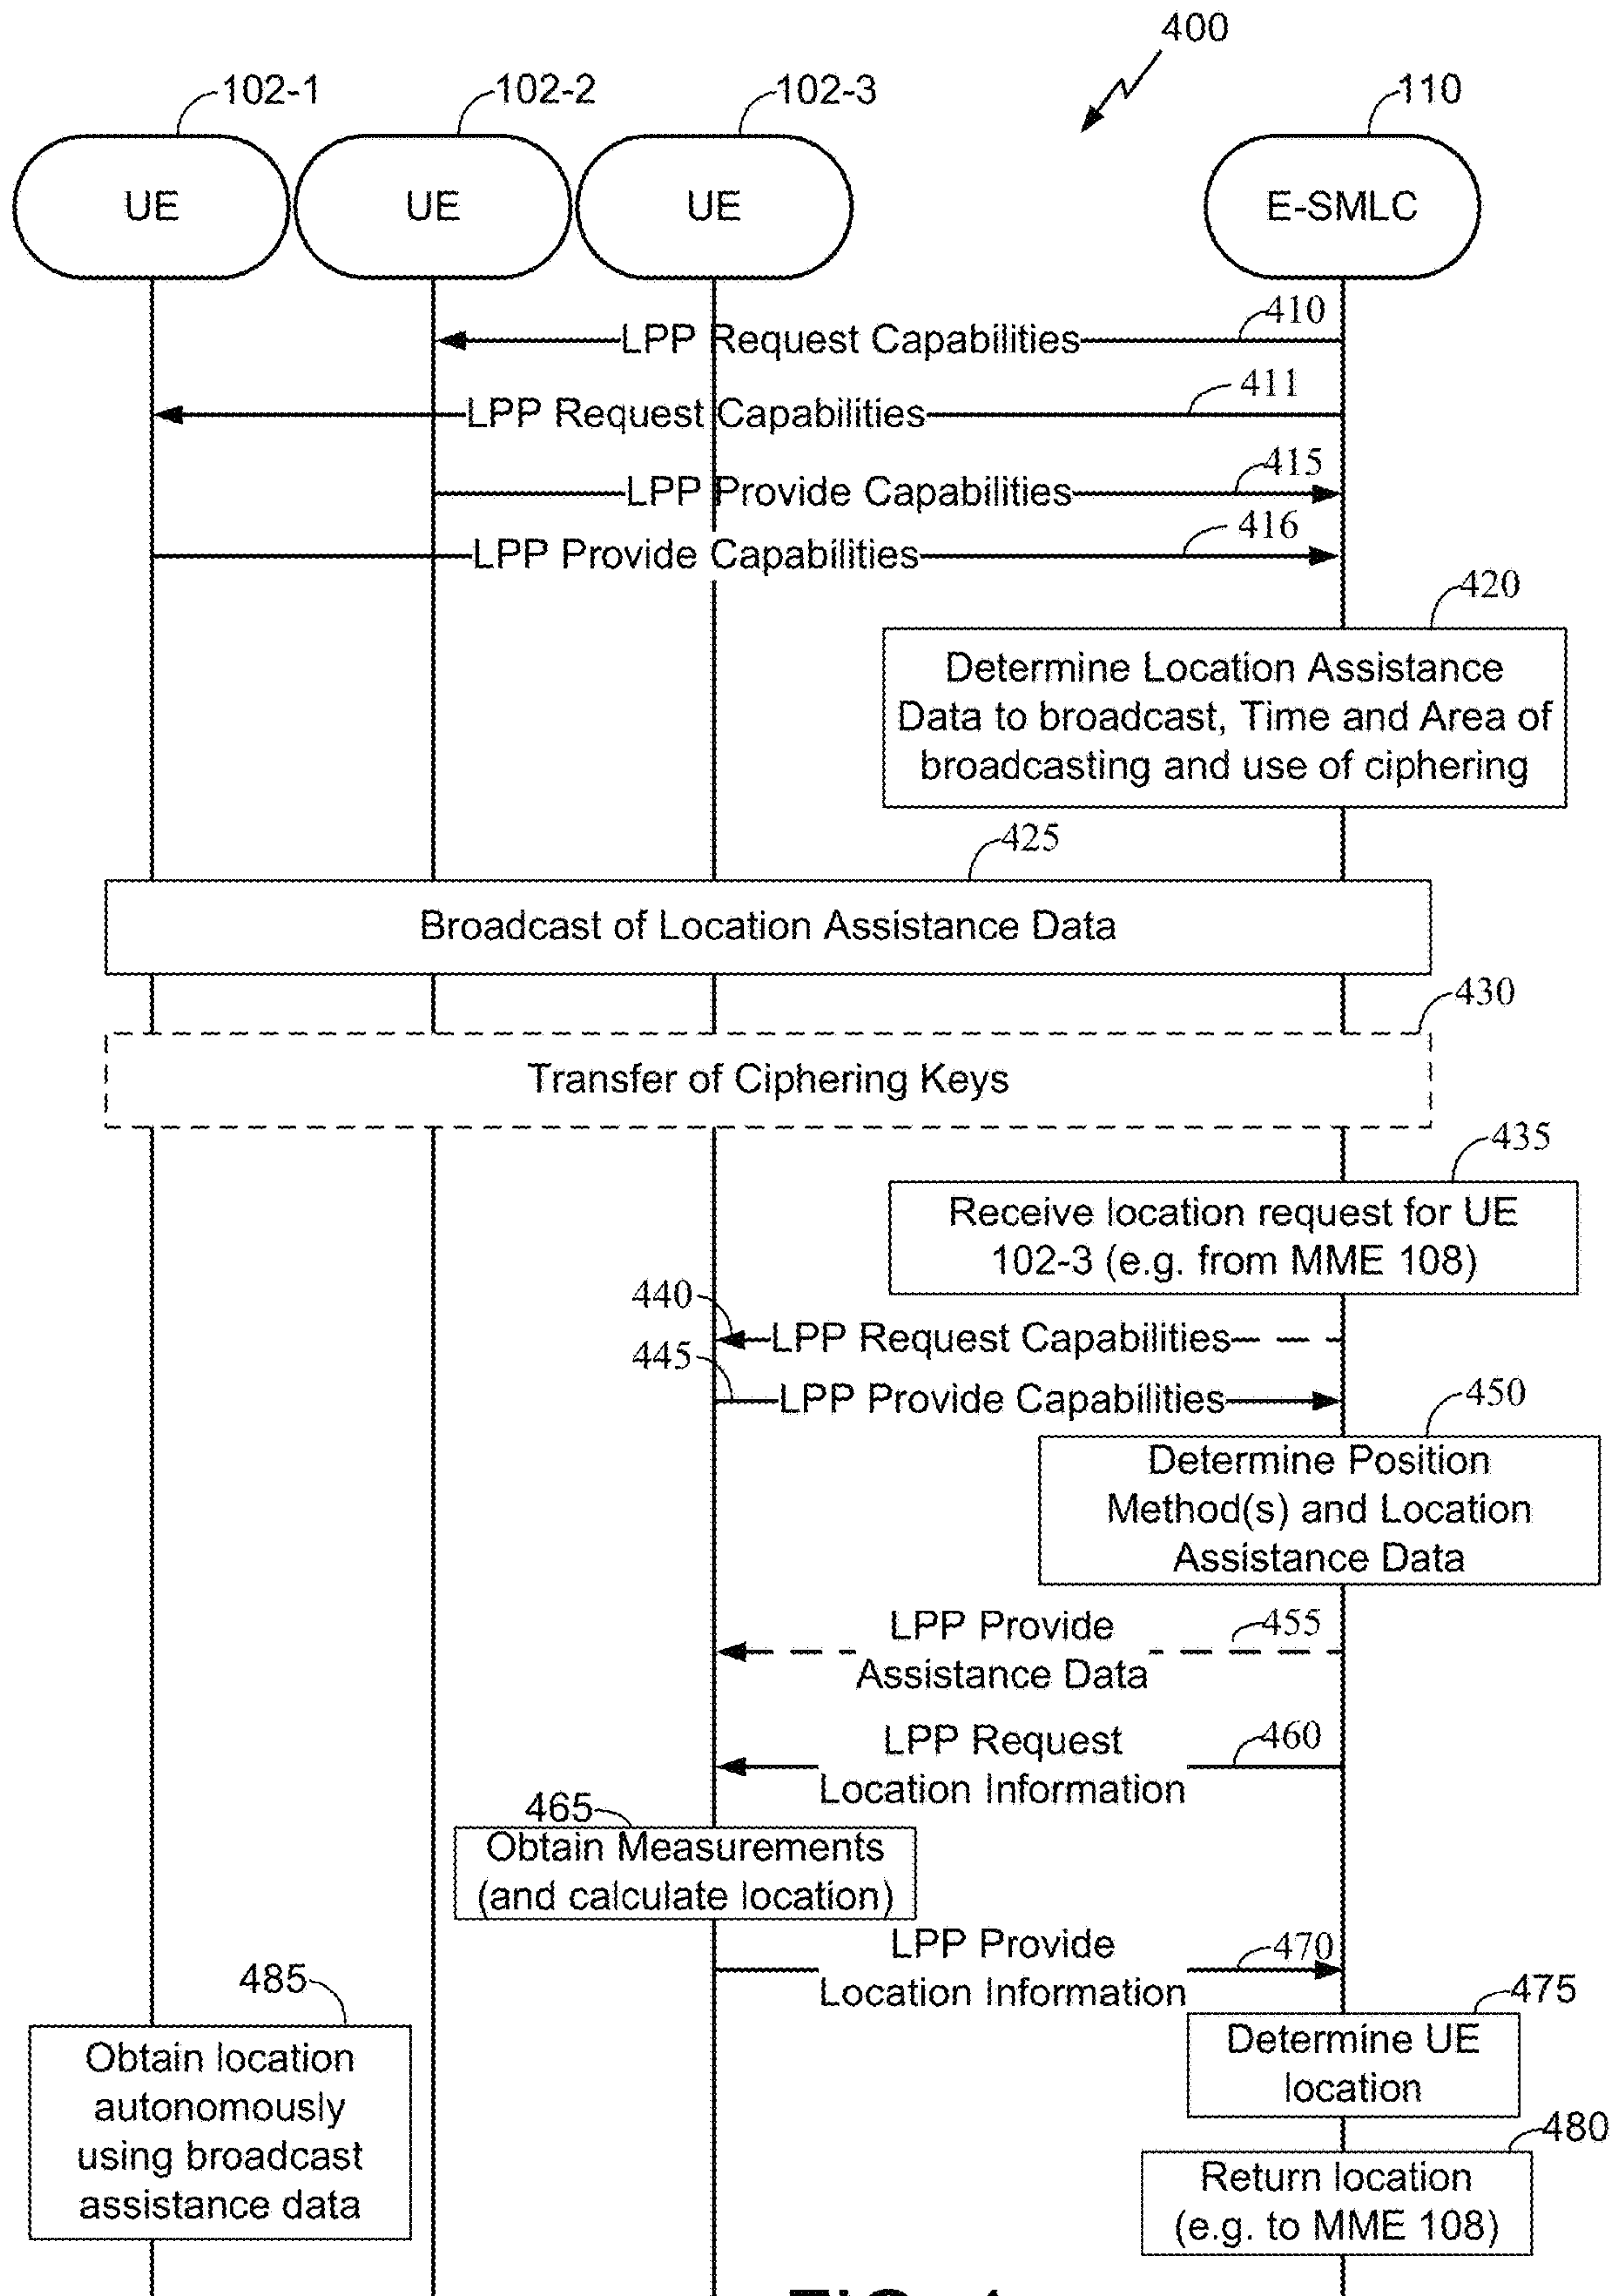 400
102-1
102-2
102-3
110
UE
UE
UE
E-SMLC
410
LPP Request Capabilities
411
LPP Request Capabilities
415
LPP Provide Capabilities
416
LPP Provide Capabilities
420
Determine Location Assistance
Data to broadcast, Time and Area of
broadcasting and use of ciphering
425
Broadcast of Location Assistance Data
430
Transfer of Ciphering Keys
435
Receive location request for UE
102-3 (e.g. from MME 108)
440
LPP Request Capabilities
445
LPP Provide Capabilities
450
Determine Position
Method(s) and Location
Assistance Data
455
LPP Provide
Assistance Data
460
LPP Request
Location Information
465
Obtain Measurements
(and calculate location)
470
LPP Provide
Location Information
475
Determine UE
location
480
Return location
(e.g. to MME 108)
485
Obtain location
autonomously
using broadcast
assistance data